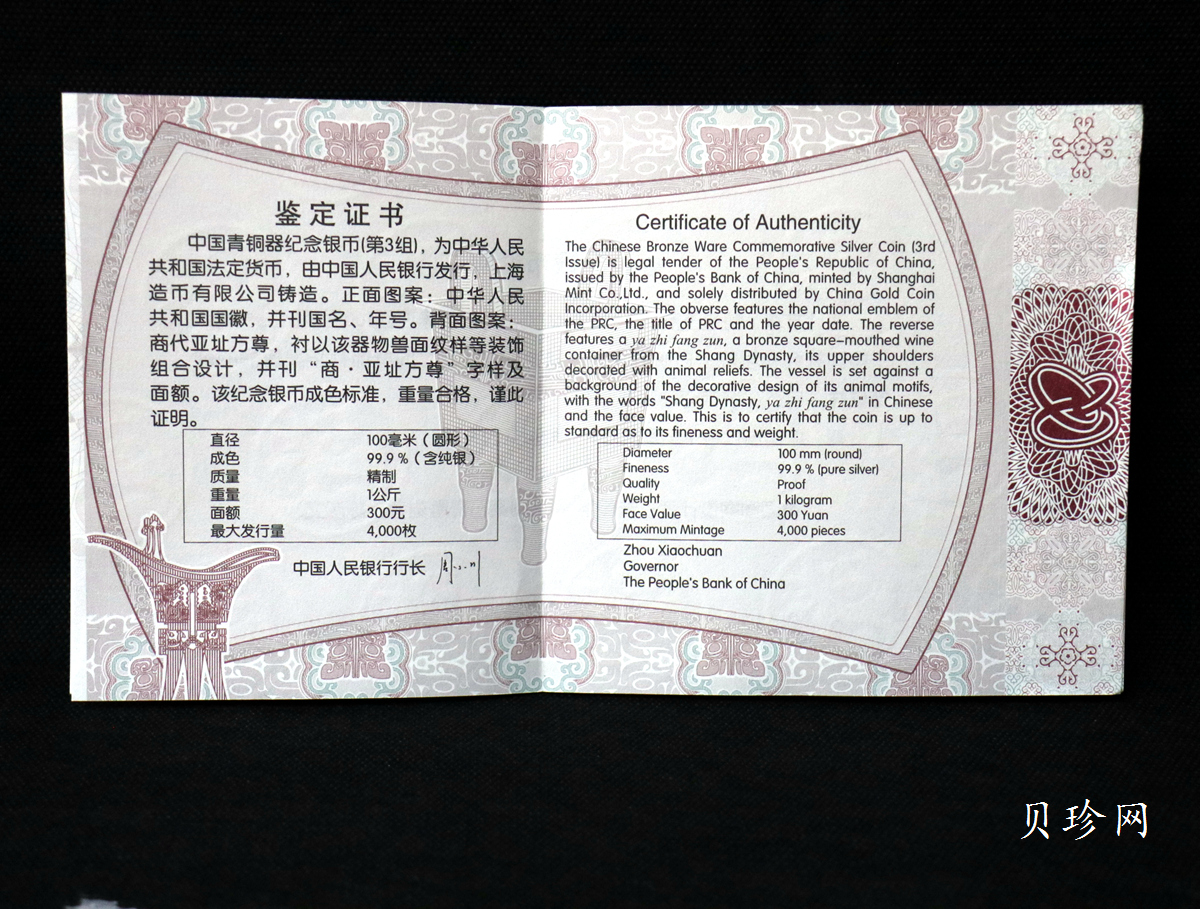 鉴定证书
中国青铜器纪念银币(第3组)，为中华人民
共和国法定货币，由中国人民银行发行，上海
造币有限公司铸造。正面图案：中华人民
共和国国徽，并刊国名、年号。背面图案：
商代亚址方尊，衬以该器物兽面纹样等装饰
组合设计，并刊“商·亚址方尊”字样及
面额。该纪念银币成色标准，重量合格，谨此
证明。
直径 100毫米（圆形）
成色 99.9％（含纯银）
质量 精制
重量 1公斤
面额 300元
最大发行量 4,000枚
中国人民银行行长
Certificate of Authenticity
The Chinese Bronze Ware Commemorative Silver Coin (3rd
Issue) is legal tender of the People's Republic of China,
issued by the People's Bank of China, minted by Shanghai
Mint Co.,Ltd., and solely distributed by China Gold Coin
Incorporation. The obverse features the national emblem of
the PRC, the title of PRC and the year date. The reverse
features a ya zhi fang zun, a bronze square-mouthed wine
container from the Shang Dynasty, its upper shoulders
decorated with animal reliefs. The vessel is set against a
background of the decorative design of its animal motifs,
with the words "Shang Dynasty, ya zhi fang zun" in Chinese
and the face value. This is to certify that the coin is up to
standard as to its fineness and weight.
Diameter 100 mm (round)
Fineness 99.9 % (pure silver)
Quality Proof
Weight 1 kilogram
Face Value 300 Yuan
Maximum Mintage 4,000 pieces
Zhou Xiaochuan
Governor
The People's Bank of China
贝珍网